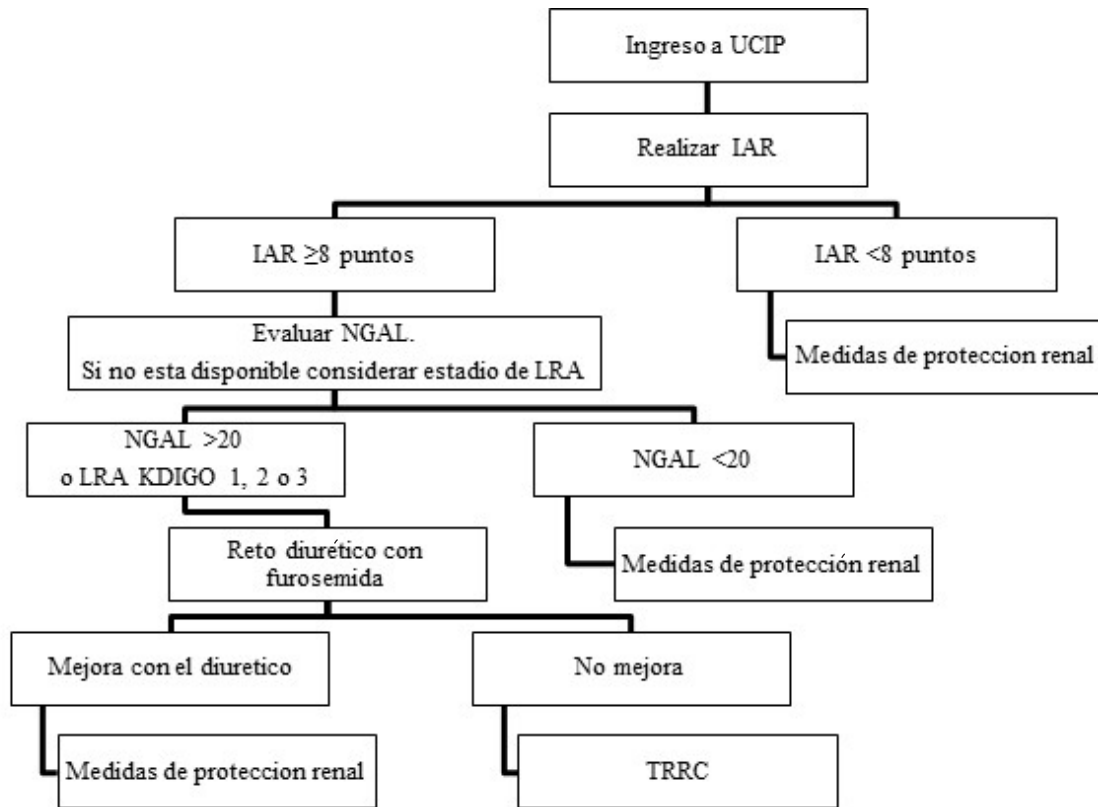 Ingreso a UCIP
Realizar IAR
IAR ≥8 puntos
IAR <8 puntos
Evaluar NGAL.
Si no esta disponible considerar estadio de LRA
Medidas de proteccion renal
NGAL >20
o LRA KDIGO 1, 2 o 3
NGAL <20
Reto diurético con
furosemida
Medidas de protección renal
Mejora con el diuretico
No mejora
Medidas de proteccion renal
TRRC